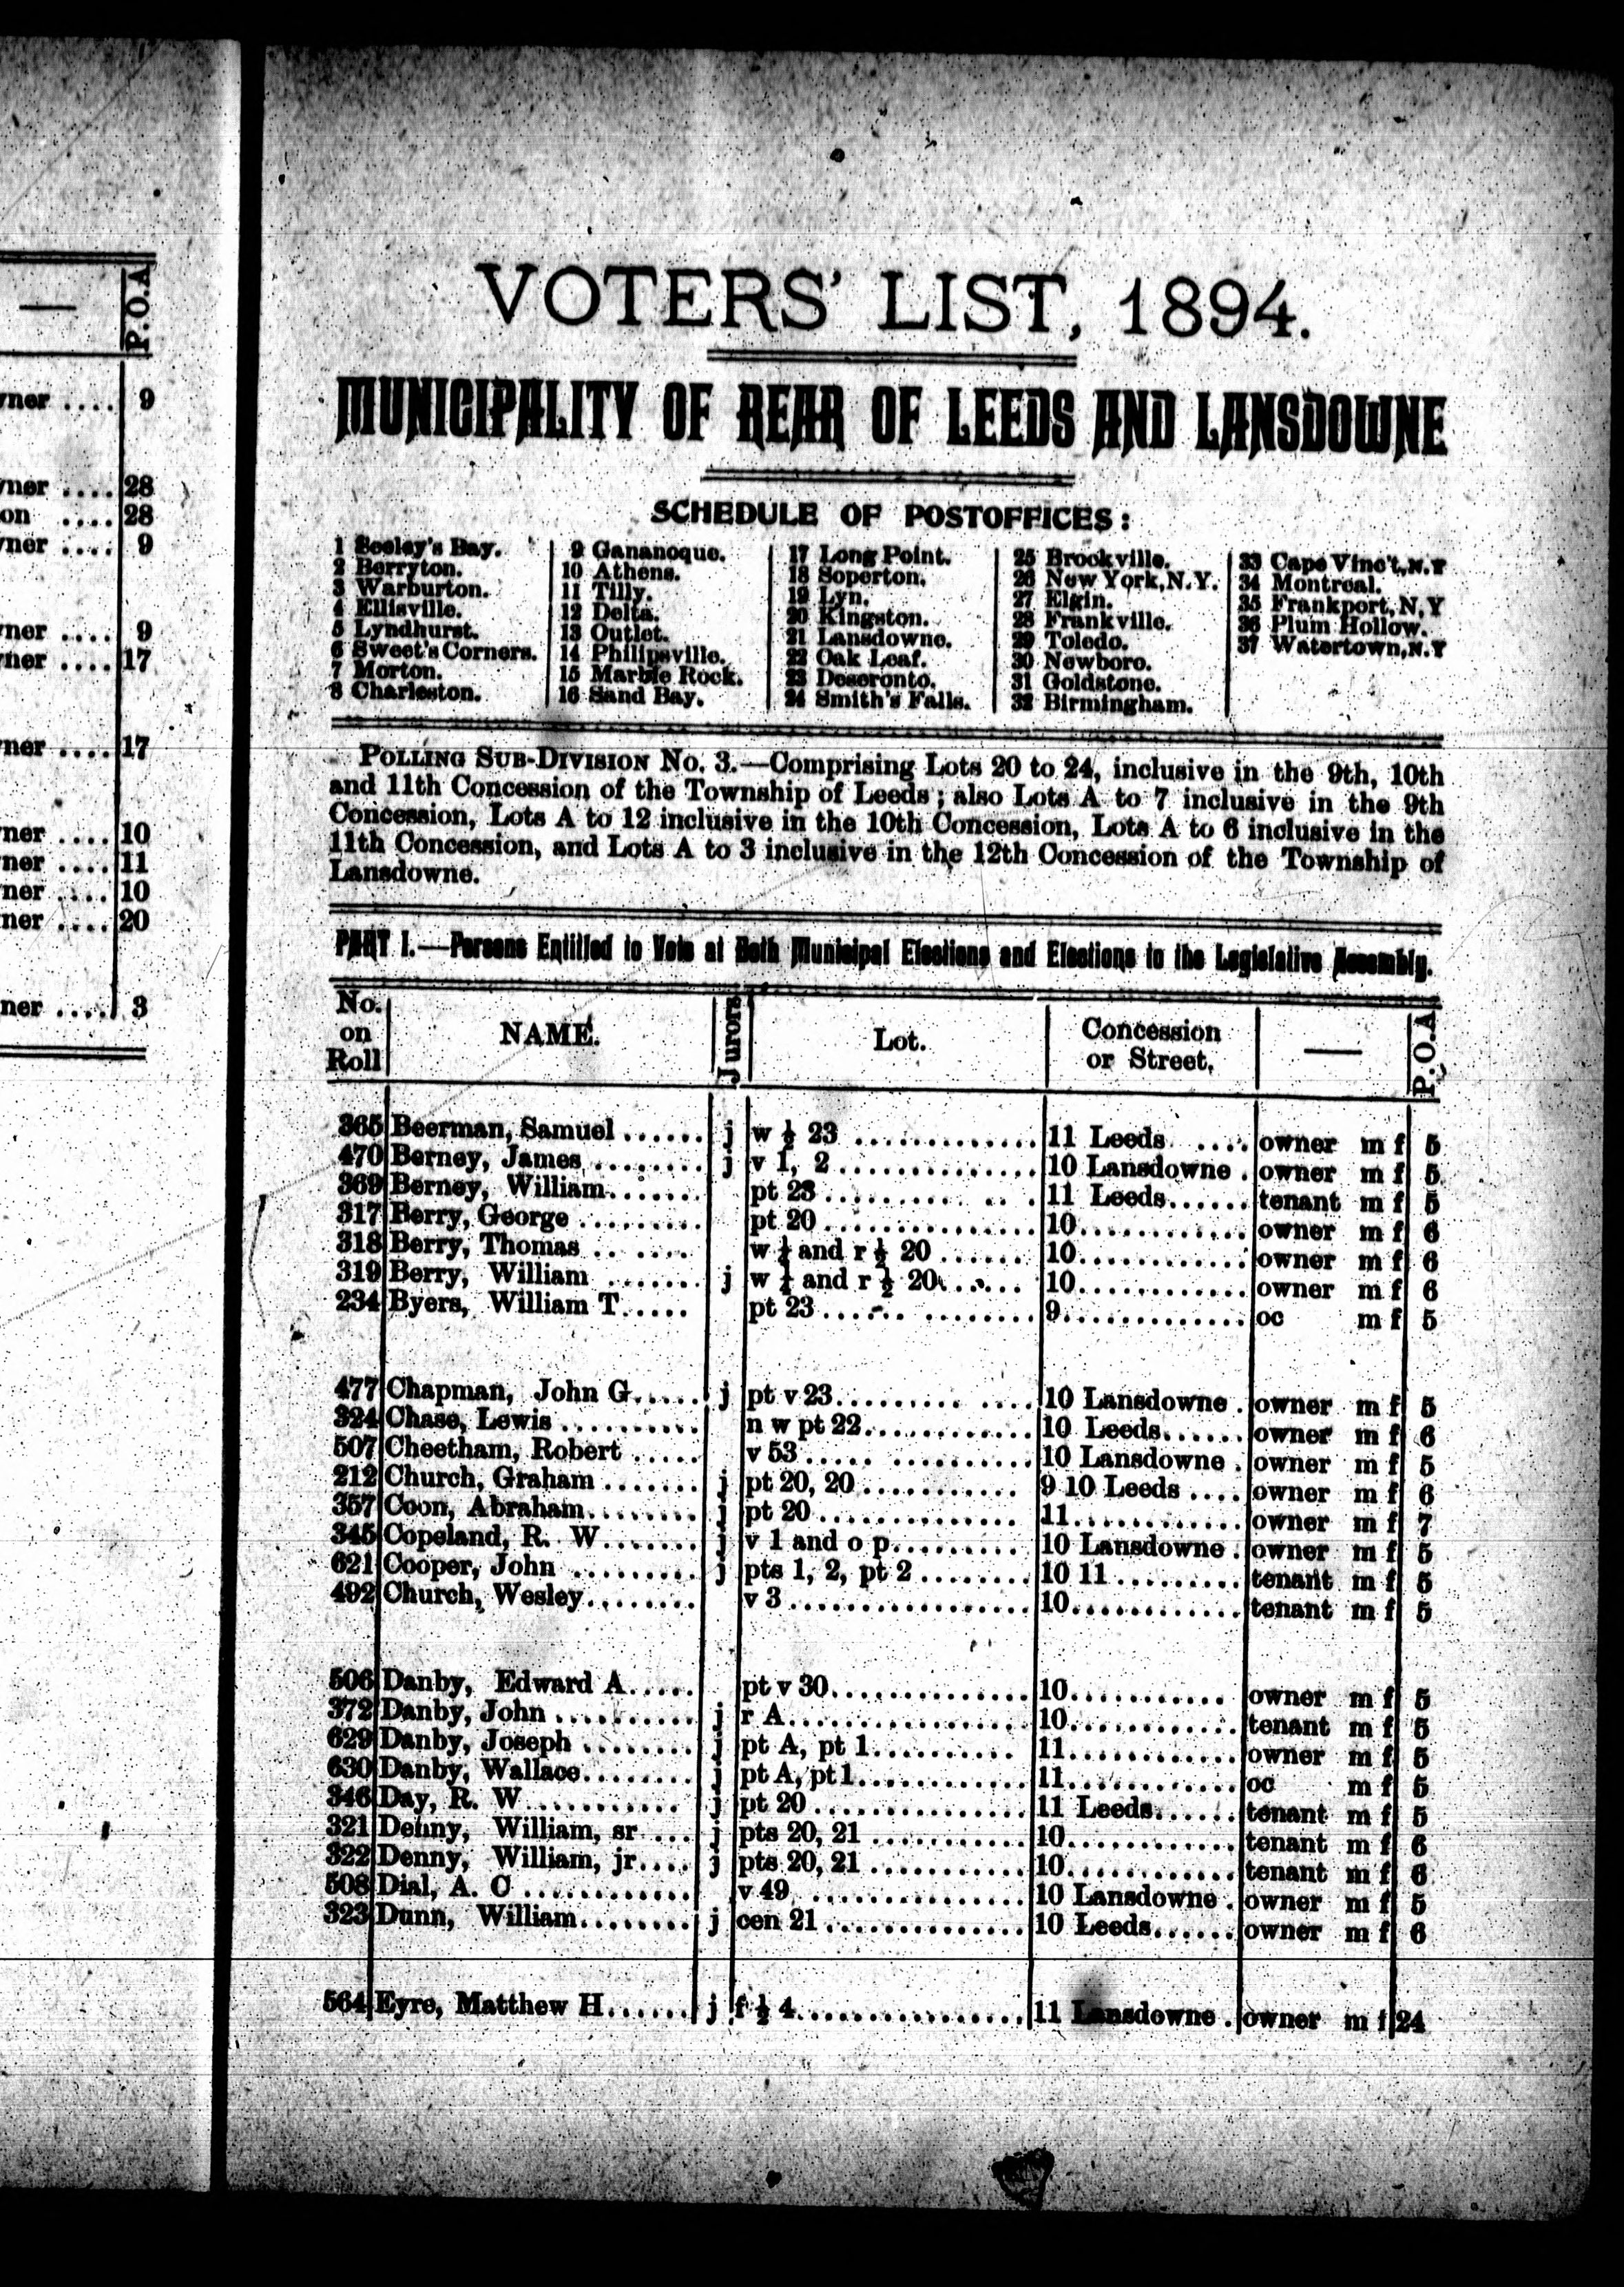 P.O.A
—
ner .... 9
ner .... 28
on .... 28
ner .... 9
ner .... 9
ner .... 17
ner .... 17
ner .... 10
ner .... 11
ner .... 10
ner .... 20
ner .... 3
VOTERS' LIST, 1894.
MUNICIPALITY OF REAR OF LEEDS AND LANSDOWNE
SCHEDULE OF POSTOFFICES:
1 Seeley's Bay.
2 Berryton.
3 Warburton.
4 Ellisville.
5 Lyndhurst.
6 Sweet's Corners.
7 Morton.
8 Charleston.
9 Gananoque.
10 Athens.
11 Tilly.
12 Delta.
13 Outlet.
14 Philipsville.
15 Marble Rock.
16 Sand Bay.
17 Long Point.
18 Soperton.
19 Lyn.
20 Kingston.
21 Lansdowne.
22 Oak Leaf.
23 Deseronto.
24 Smith's Falls.
25 Brockville.
26 New York, N.Y.
27 Elgin.
28 Frankville.
29 Toledo.
30 Newboro.
31 Goldstone.
32 Birmingham.
33 Cape Vinc't, N.Y
34 Montreal.
35 Frankport, N.Y
36 Plum Hollow.
37 Watertown, N.Y
POLLING SUB-DIVISION No. 3.—Comprising Lots 20 to 24, inclusive in the 9th, 10th
and 11th Concession of the Township of Leeds; also Lots A to 7 inclusive in the 9th
Concession, Lots A to 12 inclusive in the 10th Concession, Lots A to 6 inclusive in the
11th Concession, and Lots A to 3 inclusive in the 12th Concession of the Township of
Lansdowne.
PART I.—Persons Entitled to Vote at Both Municipal Elections and Elections to the Legislative Assembly.
No. on Roll NAME. Jurors Lot. Concession or Street. — P.O.A
365 Beerman, Samuel ...... j w ½ 23 ............. 11 Leeds .... owner m f 5
470 Berney, James ........ j v 1, 2 ............... 10 Lansdowne . owner m f 5
369 Berney, William....... pt 23 ............. 11 Leeds...... tenant m f 5
317 Berry, George ......... pt 20 ................ 10............ owner m f 6
318 Berry, Thomas .. .... w ¼ and r ½ 20 ...... 10............ owner m f 6
319 Berry, William ....... j w ¼ and r ½ 20...... 10............ owner m f 6
234 Byers, William T..... pt 23 ............... 9............. oc m f 5
477 Chapman, John G..... j pt v 23............. 10 Lansdowne . owner m f 5
324 Chase, Lewis .......... n w pt 22............ 10 Leeds...... owner m f 6
507 Cheetham, Robert ..... v 53 ............... 10 Lansdowne . owner m f 5
212 Church, Graham ....... j pt 20, 20 ........... 9 10 Leeds .... owner m f 6
357 Coon, Abraham........ j pt 20 .............. 11............ owner m f 7
345 Copeland, R. W....... j v 1 and o p......... 10 Lansdowne . owner m f 5
621 Cooper, John ......... j pts 1, 2, pt 2 ........ 10 11 ......... tenant m f 5
492 Church, Wesley........ v 3 ................. 10............ tenant m f 5
506 Danby, Edward A..... pt v 30.............. 10........... owner m f 5
372 Danby, John .......... j r A................. 10............ tenant m f 5
629 Danby, Joseph ........ j pt A, pt 1.......... 11............ owner m f 5
630 Danby, Wallace........ j pt A, pt 1............ 11............ oc m f 5
346 Day, R. W ........... j pt 20 ................ 11 Leeds...... tenant m f 5
321 Denny, William, sr .... j pts 20, 21 ............ 10............ tenant m f 6
322 Denny, William, jr.... j pts 20, 21 ............ 10............ tenant m f 6
508 Dial, A. C ............ v 49 ................ 10 Lansdowne . owner m f 5
323 Dunn, William........ j cen 21 ............... 10 Leeds...... owner m f 6
564 Eyre, Matthew H...... j f ½ 4................ 11 Lansdowne . owner m f 24